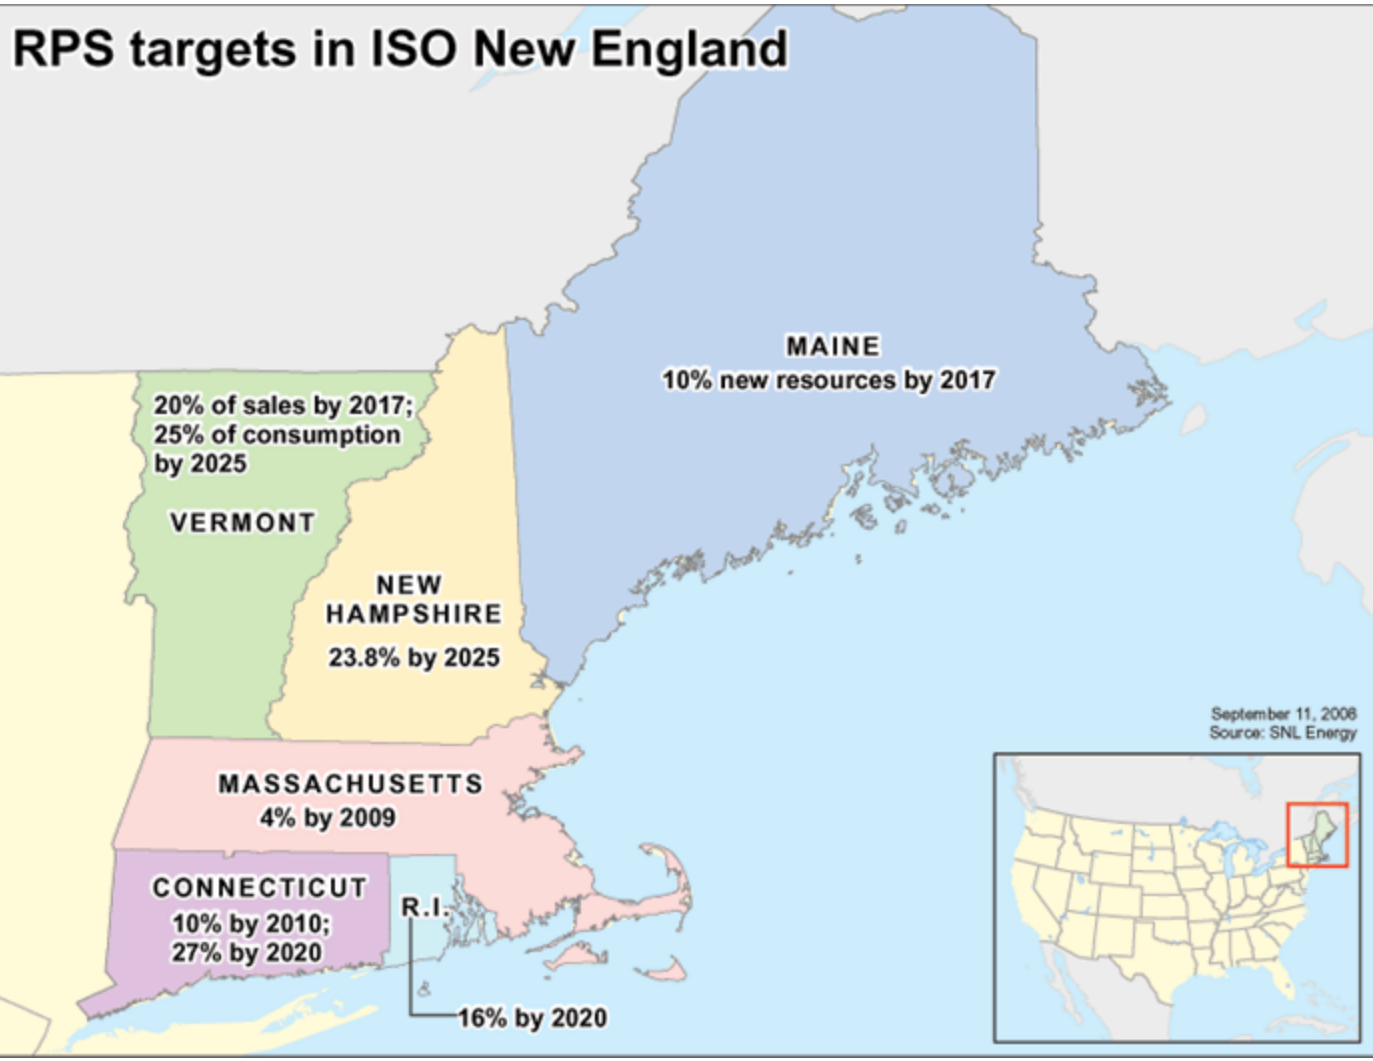 RPS targets in ISO New England
MAINE
10% new resources by 2017
20% of sales by 2017;
25% of consumption
by 2025
VERMONT
NEW
HAMPSHIRE
23.8% by 2025
September 11, 2008
Source: SNL Energy
MASSACHUSETTS
4% by 2009
CONNECTICUT
10% by 2010;
27% by 2020
R.I.
16% by 2020